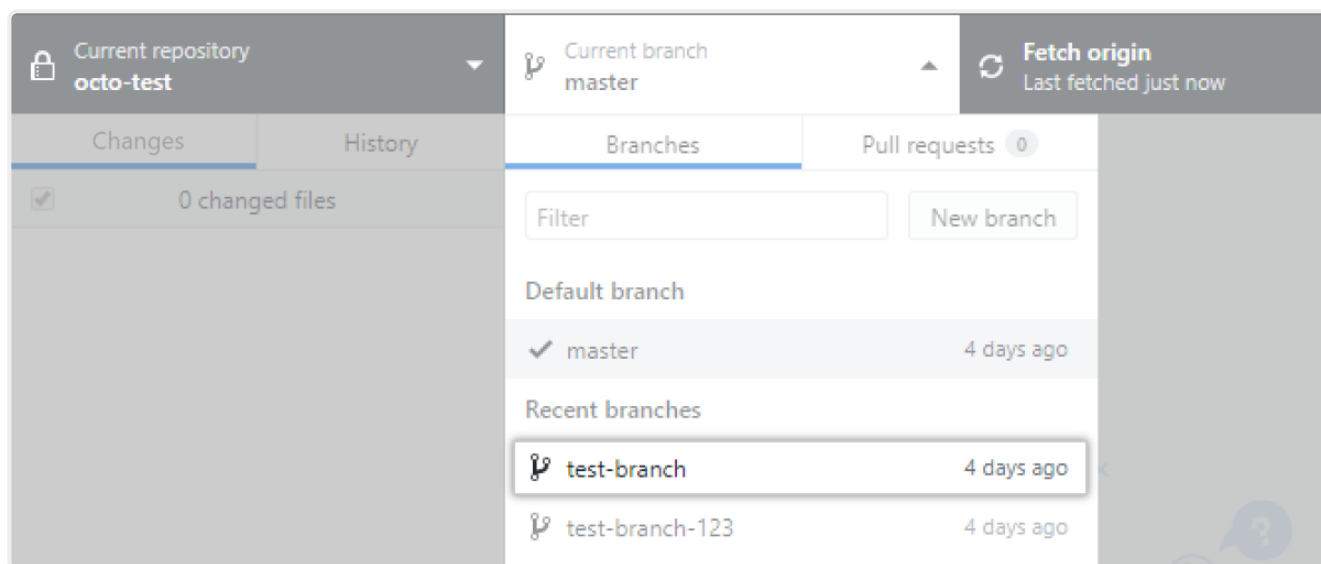 Current repository
octo-test
Current branch
master
Fetch origin
Last fetched just now
Changes
History
Branches
Pull requests 0
0 changed files
Filter
New branch
Default branch
master 4 days ago
Recent branches
test-branch 4 days ago
test-branch-123 4 days ago
?